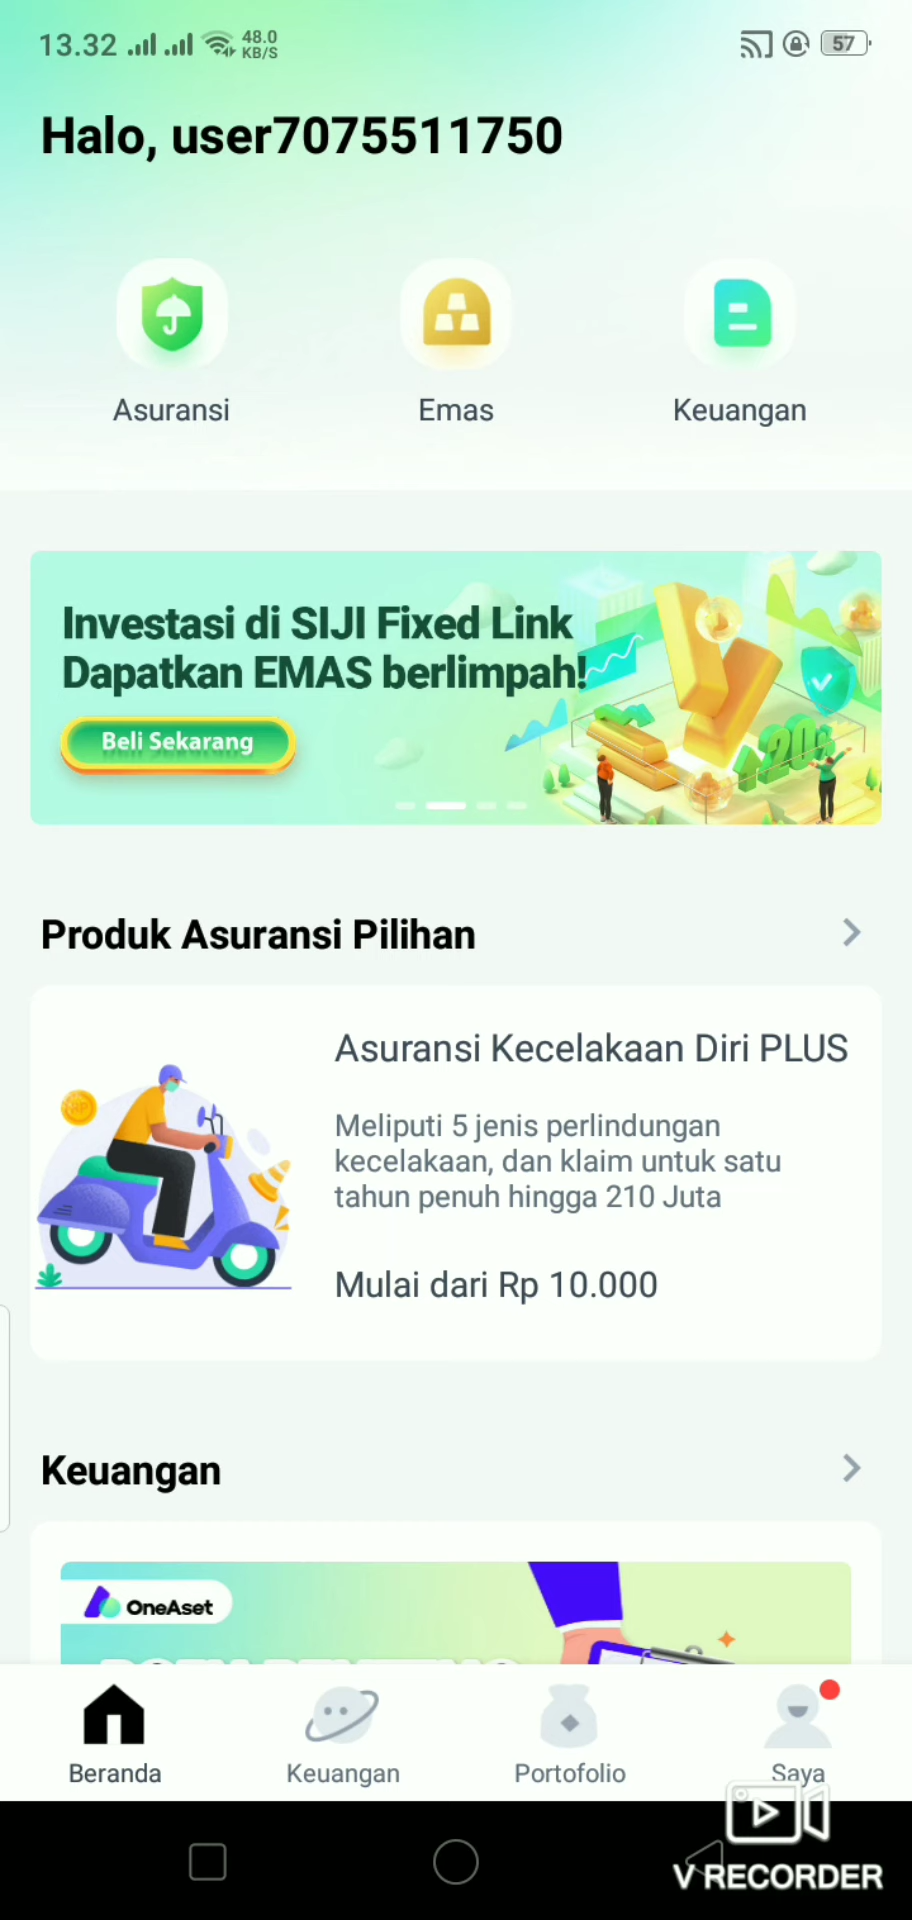 13.32
48.0
KB/S
57
Halo, user7075511750
Asuransi
Emas
Keuangan
Investasi di SIJI Fixed Link
Dapatkan EMAS berlimpah!
Beli Sekarang
20%
Produk Asuransi Pilihan
Asuransi Kecelakaan Diri PLUS
RP
Meliputi 5 jenis perlindungan
kecelakaan, dan klaim untuk satu
tahun penuh hingga 210 Juta
Mulai dari Rp 10.000
Keuangan
OneAset
Beranda
Keuangan
Portofolio
Saya
V RECORDER